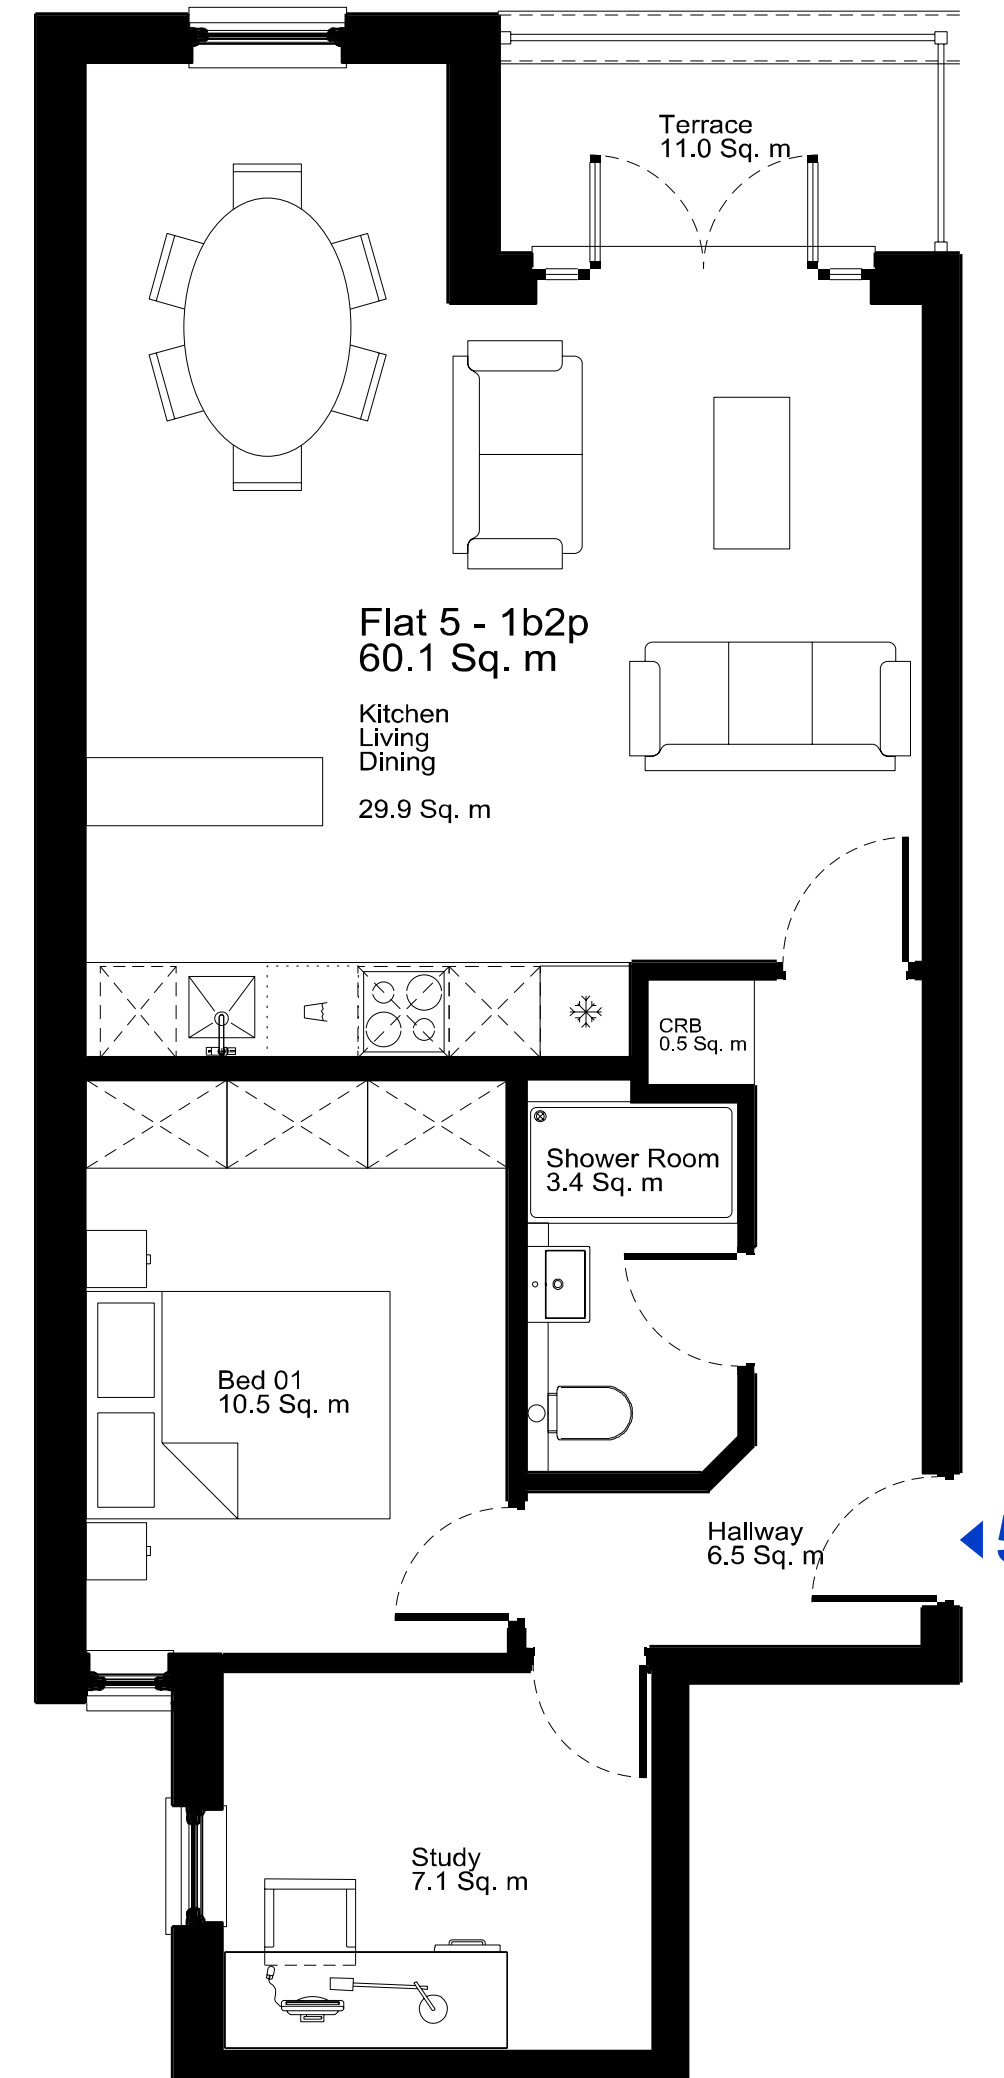 Terrace
11.0 Sq. m
Flat 5 - 1b2p
60.1 Sq. m
Kitchen
Living
Dining
29.9 Sq. m
CRB
0.5 Sq. m
Shower Room
3.4 Sq. m
Bed 01
10.5 Sq. m
Hallway
6.5 Sq. m
5
Study
7.1 Sq. m